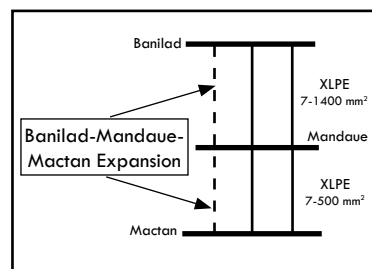 Banilad
XLPE
7-1400 mm²
Banilad-Mandaue-
Mactan Expansion
Mandaue
XLPE
7-500 mm²
Mactan